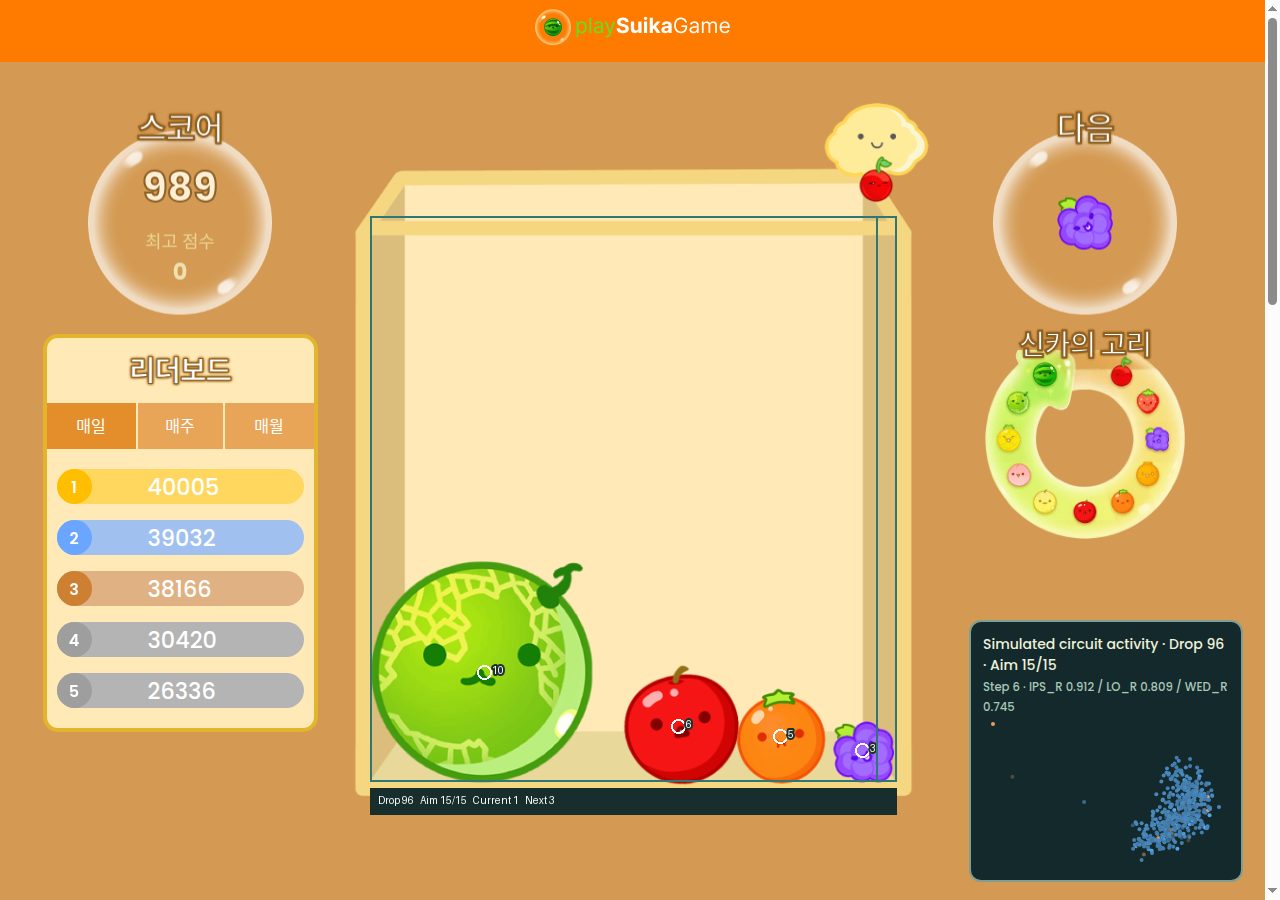 playSuikaGame
스코어
989
최고 점수
0
다음
리더보드
매일 매주 매월
1 40005
2 39032
3 38166
4 30420
5 26336
신카의 고리
10
6
5
3
Drop96 Aim 15/15 Current 1 Next 3
Simulated circuit activity · Drop 96
· Aim 15/15
Step 6 · IPS_R 0.912 / LO_R 0.809 / WED_R
0.745